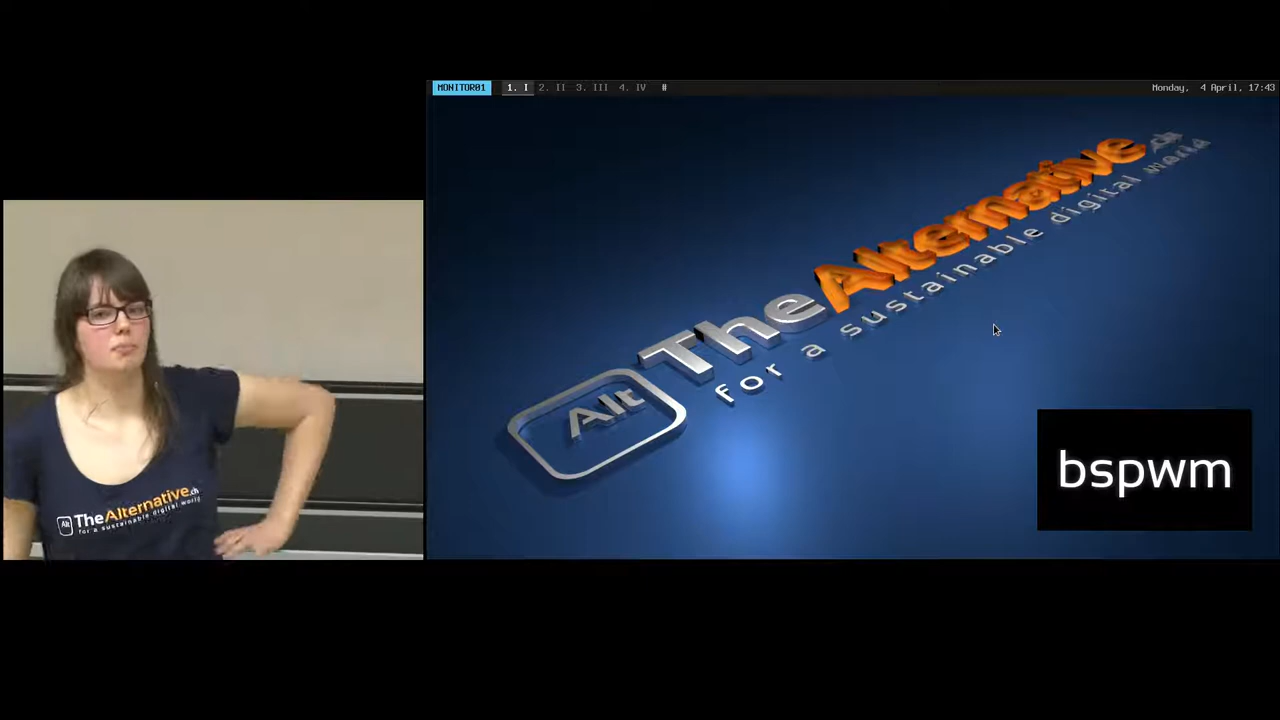 MONITOR01 1. I 2. II 3. III 4. IV # Monday, 4 April, 17:43
TheAlternative.ch
for a sustainable digital world
Alt
bspwm
Alt TheAlternative.ch
for a sustainable digital world